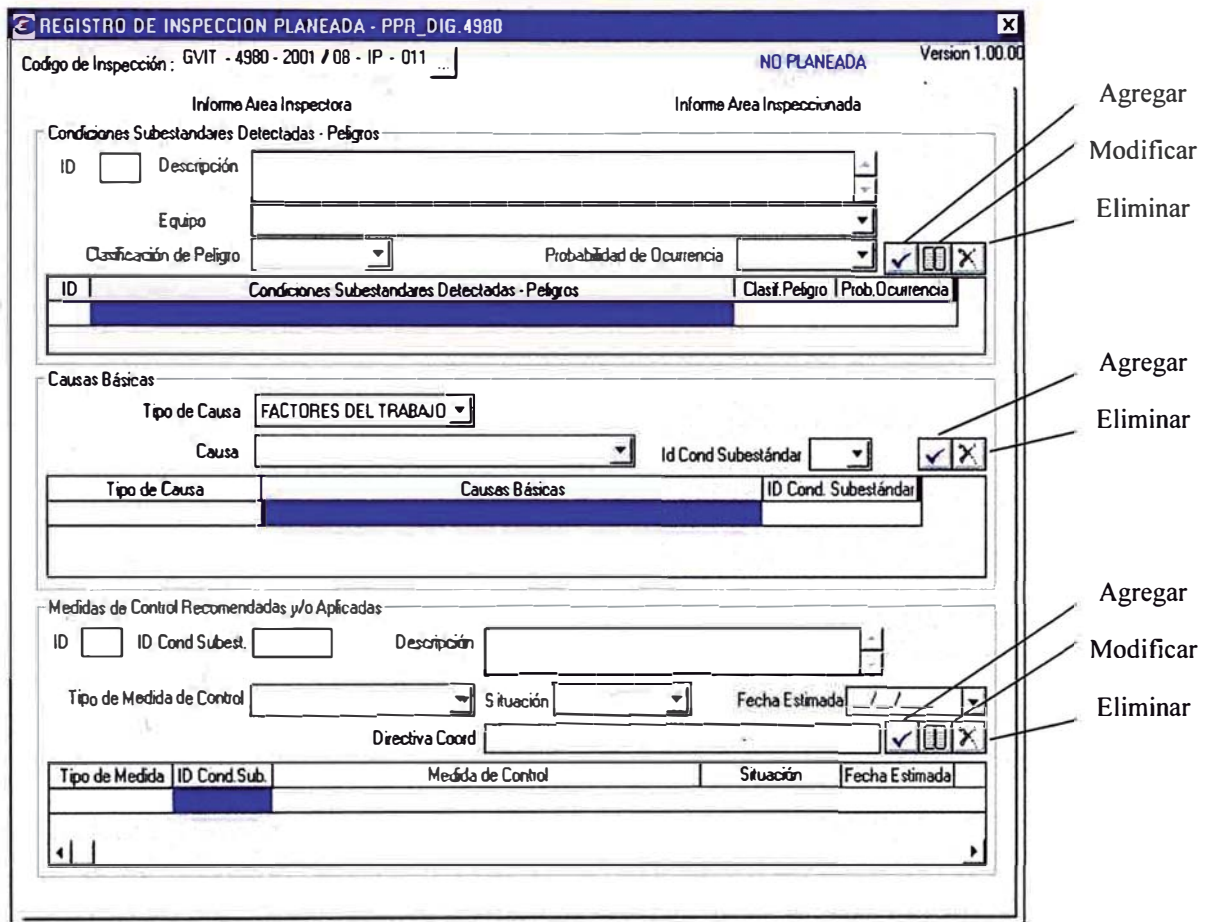 REGISTRO DE INSPECCION PLANEADA - PPR_DIG.4980
Codigo de Inspección : GVIT - 4980 - 2001 / 08 - IP - 011 ...
NO PLANEADA
Version 1.00.00
Informe Area Inspectora
Informe Area Inspeccionada
Condiciones Subestandares Detectadas - Peligros
ID
Descripción
Equipo
Clasificación de Peligro
Probabilidad de Ocurrencia
Agregar
Modificar
Eliminar
ID
Condiciones Subestandares Detectadas - Peligros
Clasif.Peligro
Prob.Ocurrencia
Causas Básicas
Tipo de Causa
FACTORES DEL TRABAJO
Causa
Id Cond Subestándar
Agregar
Eliminar
Tipo de Causa
Causas Básicas
ID Cond. Subestándar
Medidas de Control Recomendadas y/o Aplicadas
ID
ID Cond Subest.
Descripción
Tipo de Medida de Control
Situación
Fecha Estimada
_/_/_
Directiva Coord
Agregar
Modificar
Eliminar
Tipo de Medida
ID Cond.Sub.
Medida de Control
Situación
Fecha Estimada